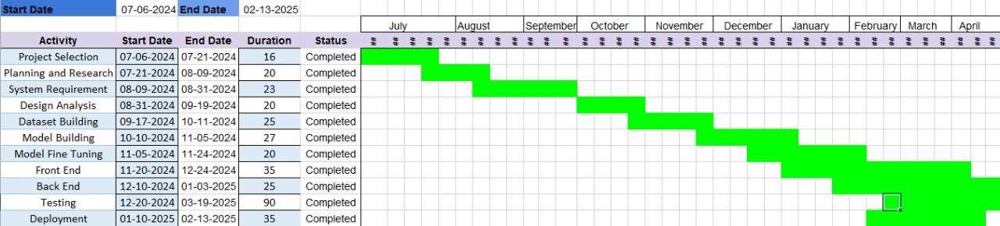 Start Date 07-06-2024 End Date 02-13-2025
July August September October November December January February March April
Activity Start Date End Date Duration Status # # # # # # # # # # # # # # # # # # # # # # # # # # # # # # #
Project Selection 07-06-2024 07-21-2024 16 Completed
Planning and Research 07-21-2024 08-09-2024 20 Completed
System Requirement 08-09-2024 08-31-2024 23 Completed
Design Analysis 08-31-2024 09-19-2024 20 Completed
Dataset Building 09-17-2024 10-11-2024 25 Completed
Model Building 10-10-2024 11-05-2024 27 Completed
Model Fine Tuning 11-05-2024 11-24-2024 20 Completed
Front End 11-20-2024 12-24-2024 35 Completed
Back End 12-10-2024 01-03-2025 25 Completed
Testing 12-20-2024 03-19-2025 90 Completed
Deployment 01-10-2025 02-13-2025 35 Completed